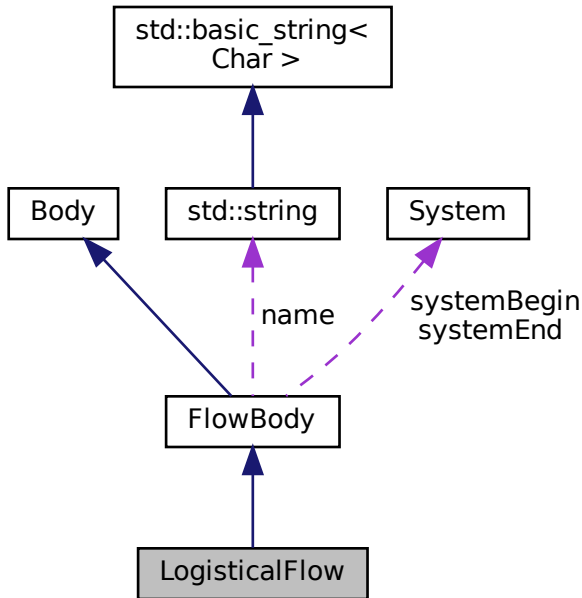 std::basic_string<
Char >
Body
std::string
System
name
systemBegin
systemEnd
FlowBody
LogisticalFlow